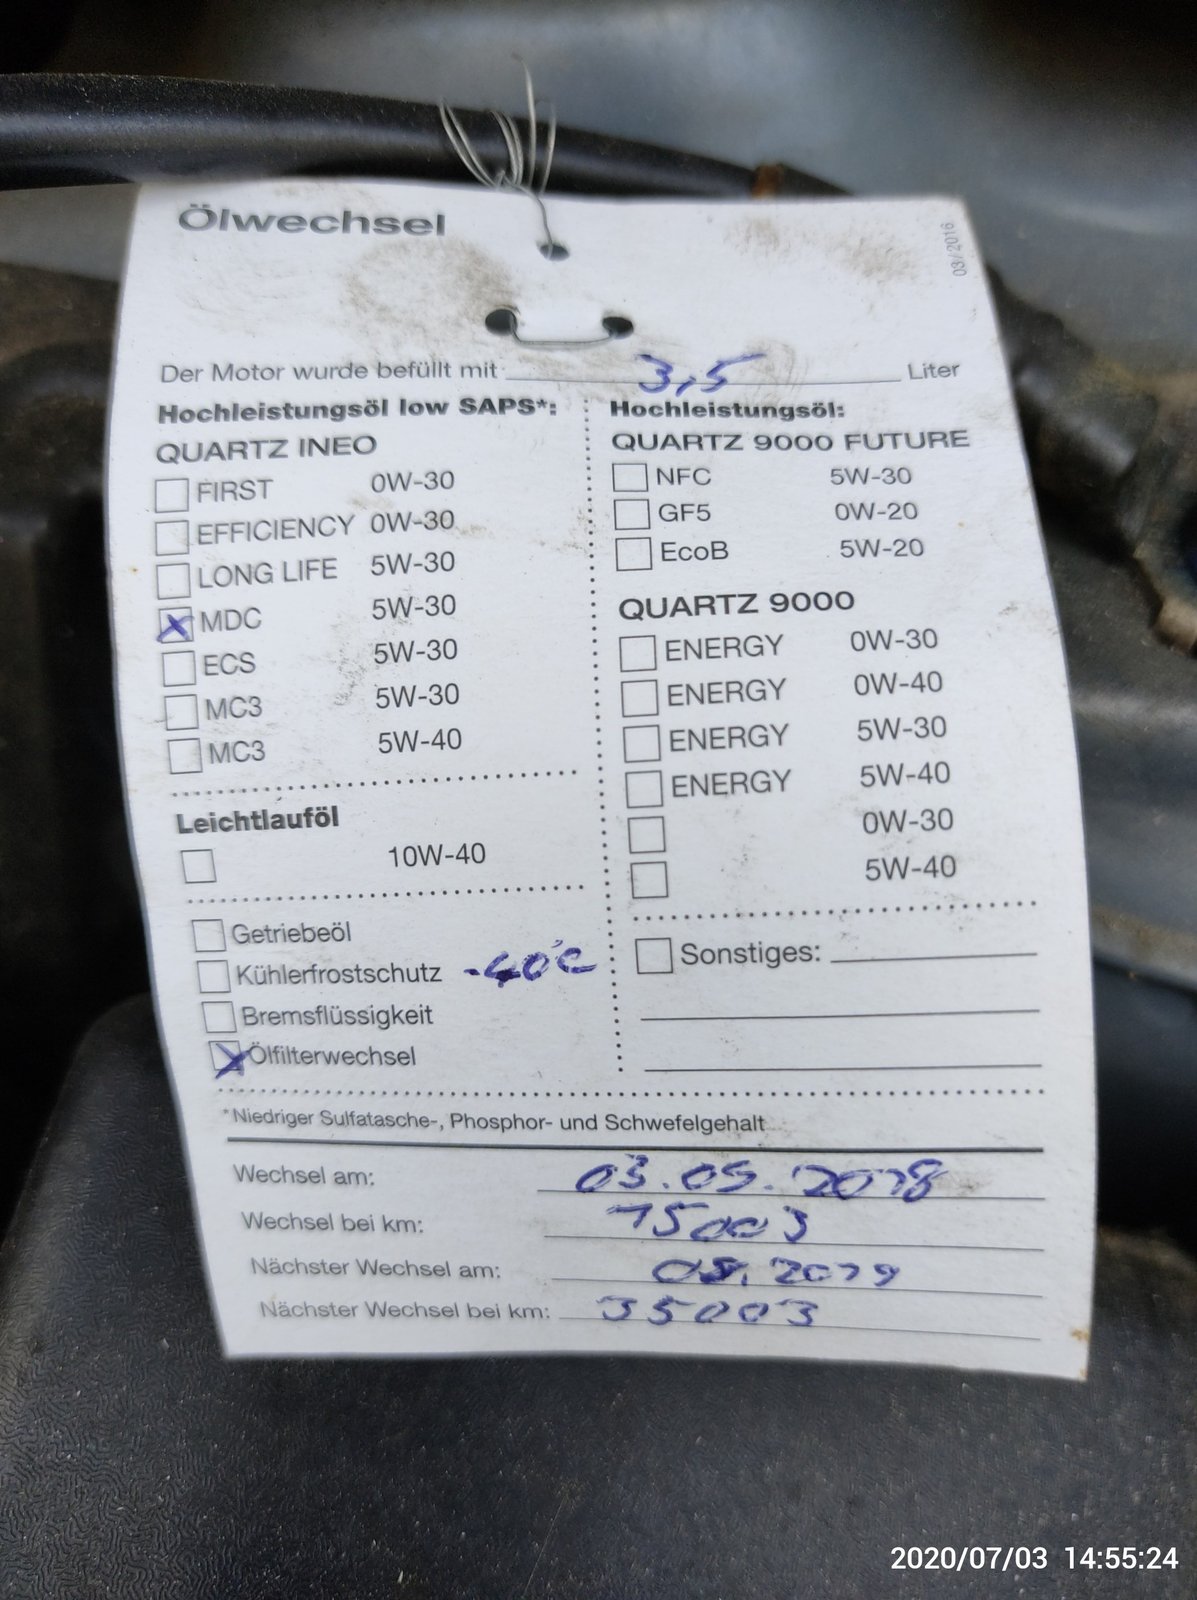 Ölwechsel
03/2016
Der Motor wurde befüllt mit 3,5 Liter
Hochleistungsöl low SAPS*:
QUARTZ INEO
FIRST 0W-30
EFFICIENCY 0W-30
LONG LIFE 5W-30
MDC 5W-30
ECS 5W-30
MC3 5W-30
MC3 5W-40
Leichtlauföl
10W-40
Getriebeöl
Kühlerfrostschutz -40°C
Bremsflüssigkeit
Ölfilterwechsel
Hochleistungsöl:
QUARTZ 9000 FUTURE
NFC 5W-30
GF5 0W-20
EcoB 5W-20
QUARTZ 9000
ENERGY 0W-30
ENERGY 0W-40
ENERGY 5W-30
ENERGY 5W-40
0W-30
5W-40
Sonstiges:
*Niedriger Sulfatasche-, Phosphor- und Schwefelgehalt
Wechsel am: 03.09.2018
Wechsel bei km: 15003
Nächster Wechsel am: 09.2019
Nächster Wechsel bei km: 35003
2020/07/03 14:55:24